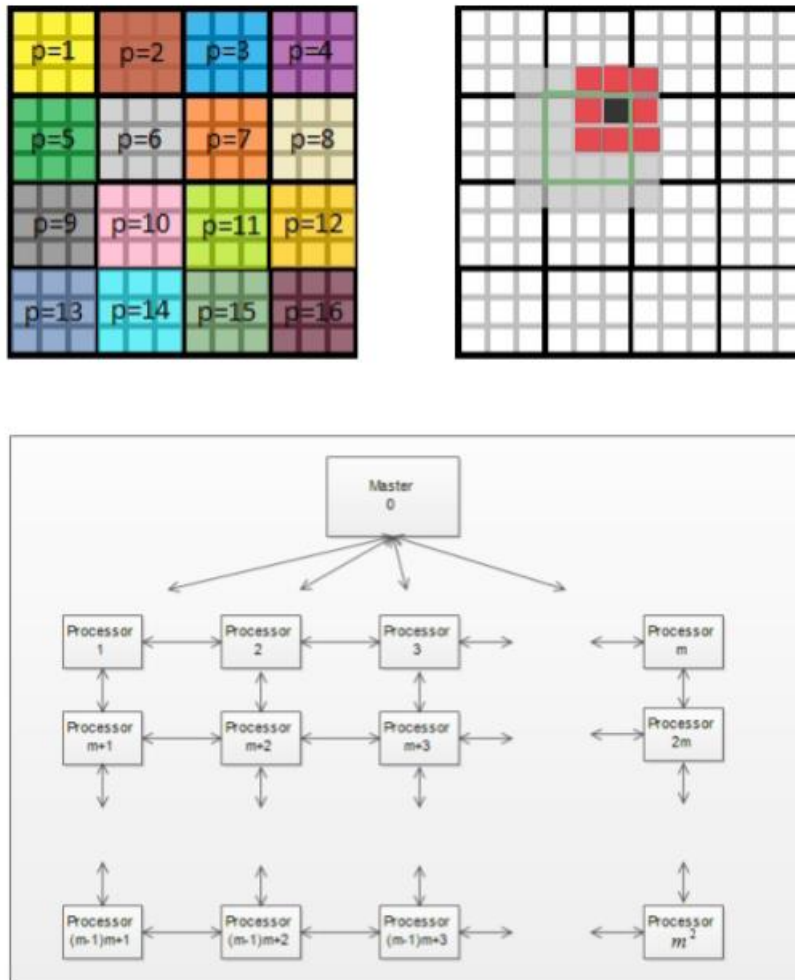 p=1 p=2 p=3 p=4
p=5 p=6 p=7 p=8
p=9 p=10 p=11 p=12
p=13 p=14 p=15 p=16
Master
0
Processor Processor Processor Processor
1 2 3 m
Processor Processor Processor Processor
m+1 m+2 m+3 2m
Processor Processor Processor Processor
(m-1)m+1 (m-1)m+2 (m-1)m+3 m²